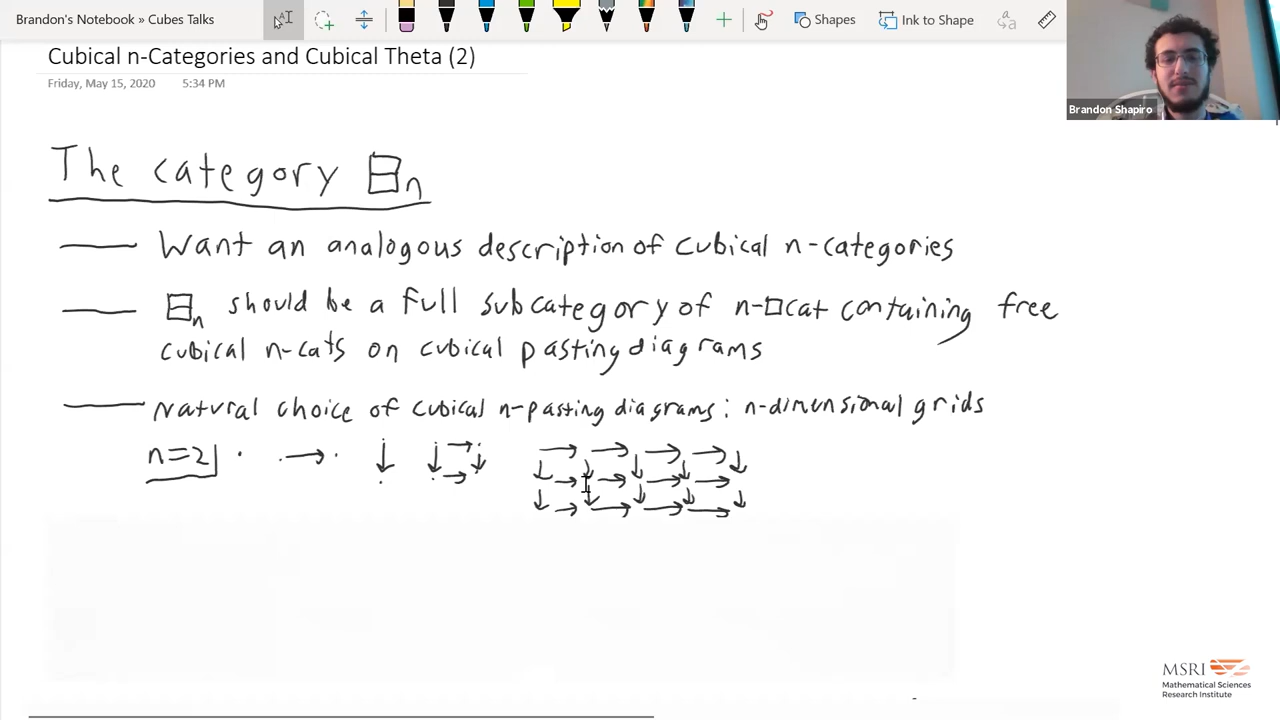 Brandon's Notebook » Cubes Talks
Shapes
Ink to Shape
Cubical n-Categories and Cubical Theta (2)
Friday, May 15, 2020 5:34 PM
Brandon Shapiro
The category ⊟n
Want an analogous description of cubical n-categories
⊟n should be a full subcategory of n-□cat containing free
cubical n-cats on cubical pasting diagrams
Natural choice of cubical n-pasting diagrams: n-dimensional grids
n=2
MSRI
Mathematical Sciences
Research Institute